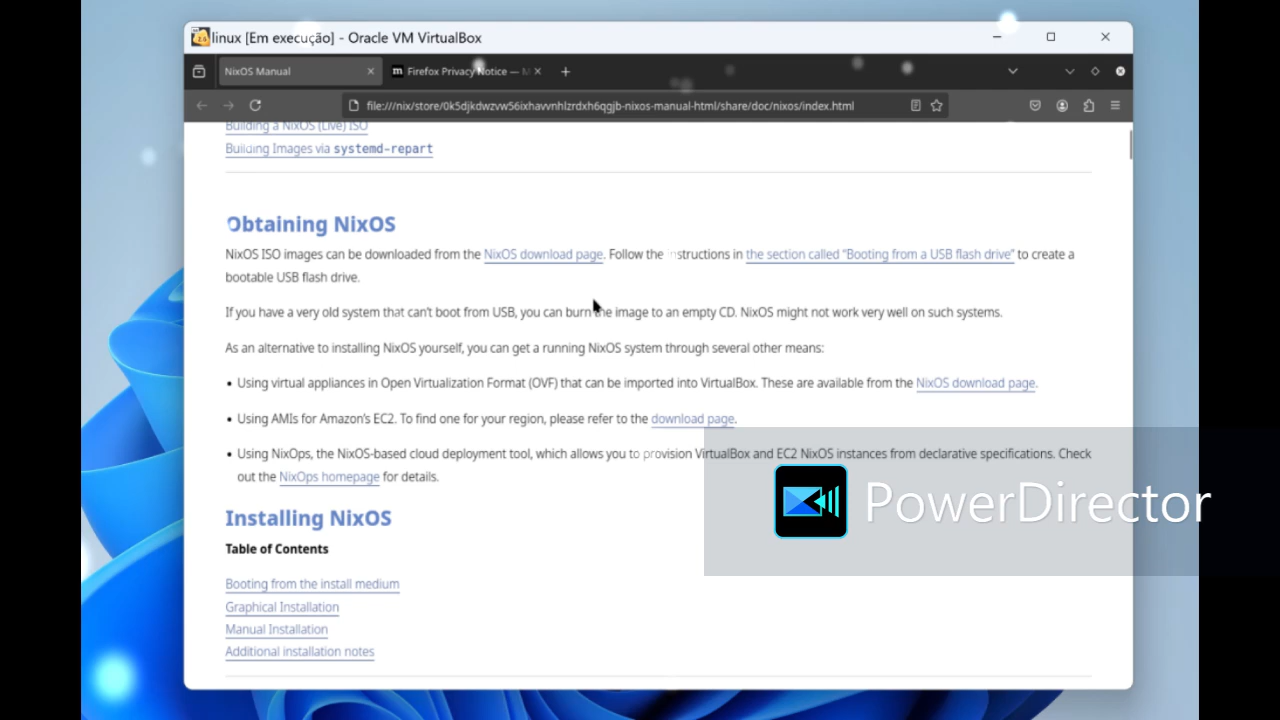 linux [Em execução] - Oracle VM VirtualBox
NixOS Manual
Firefox Privacy Notice — M
file:///nix/store/0k5djkdwzvw56ixhavvnhlzrdxh6qgjb-nixos-manual-html/share/doc/nixos/index.html
Building a NixOS (Live) ISO
Building Images via systemd-repart
Obtaining NixOS
NixOS ISO images can be downloaded from the NixOS download page. Follow the instructions in the section called “Booting from a USB flash drive” to create a
bootable USB flash drive.
If you have a very old system that can’t boot from USB, you can burn the image to an empty CD. NixOS might not work very well on such systems.
As an alternative to installing NixOS yourself, you can get a running NixOS system through several other means:
• Using virtual appliances in Open Virtualization Format (OVF) that can be imported into VirtualBox. These are available from the NixOS download page.
• Using AMIs for Amazon’s EC2. To find one for your region, please refer to the download page.
• Using NixOps, the NixOS-based cloud deployment tool, which allows you to provision VirtualBox and EC2 NixOS instances from declarative specifications. Check
out the NixOps homepage for details.
PowerDirector
Installing NixOS
Table of Contents
Booting from the install medium
Graphical Installation
Manual Installation
Additional installation notes